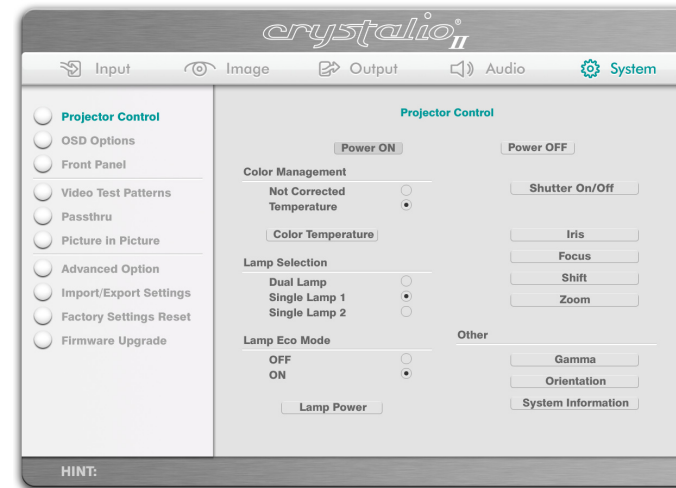 crystalio® II
Input
Image
Output
Audio
System
Projector Control
OSD Options
Front Panel
Video Test Patterns
Passthru
Picture in Picture
Advanced Option
Import/Export Settings
Factory Settings Reset
Firmware Upgrade
Projector Control
Power ON
Power OFF
Color Management
Not Corrected
Temperature
Color Temperature
Lamp Selection
Dual Lamp
Single Lamp 1
Single Lamp 2
Lamp Eco Mode
OFF
ON
Lamp Power
Shutter On/Off
Iris
Focus
Shift
Zoom
Other
Gamma
Orientation
System Information
HINT: